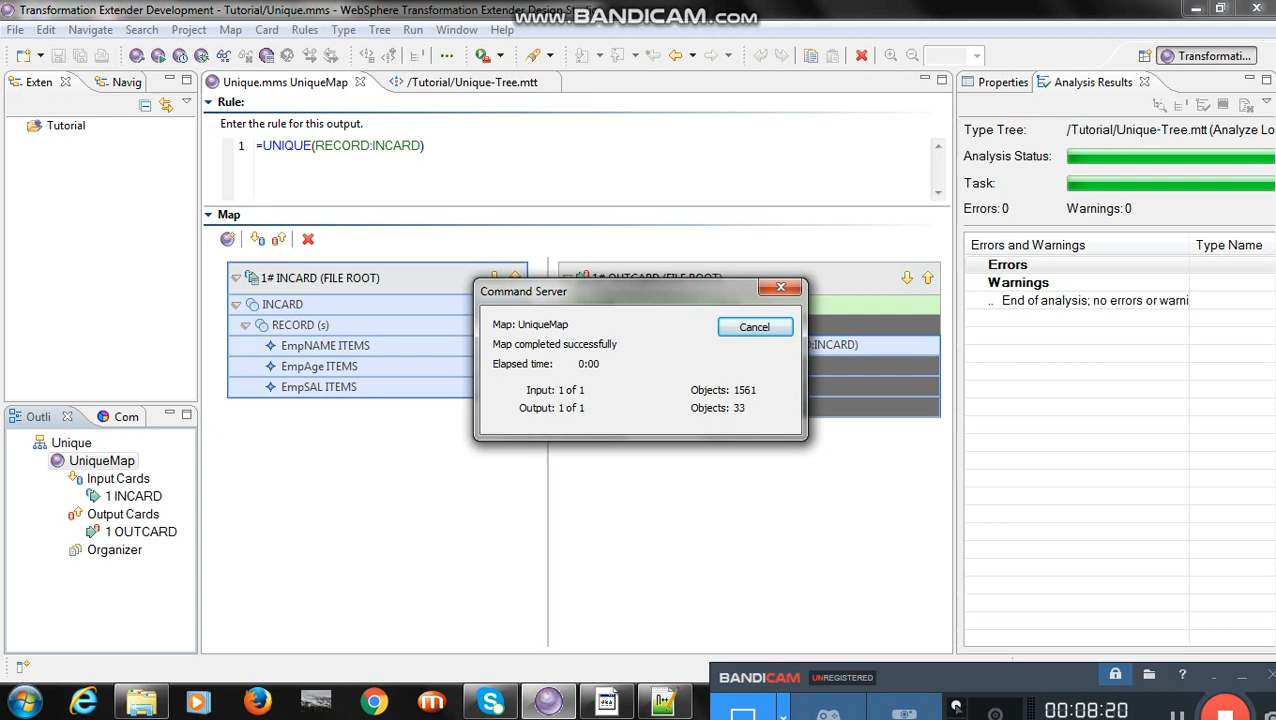 www.BANDICAM.com
Transformation Extender Development - Tutorial/Unique.mms - WebSphere Transformation Extender Design St
File Edit Navigate Search Project Map Card Rules Type Tree Run Window Help
Transformati...
Exten Navig
Unique.mms UniqueMap /Tutorial/Unique-Tree.mtt
Properties Analysis Results
Tutorial
Rule:
Enter the rule for this output.
1 =UNIQUE(RECORD:INCARD)
Type Tree: /Tutorial/Unique-Tree.mtt (Analyze Lo
Analysis Status:
Task:
Errors: 0 Warnings: 0
Map
Errors and Warnings Type Name
Errors
Warnings
.. End of analysis; no errors or warni
1# INCARD (FILE ROOT)
1# OUTCARD (FILE ROOT)
INCARD
RECORD (s)
EmpNAME ITEMS
:INCARD)
EmpAge ITEMS
EmpSAL ITEMS
Command Server
Map: UniqueMap
Cancel
Map completed successfully
Elapsed time: 0:00
Input: 1 of 1 Objects: 1561
Output: 1 of 1 Objects: 33
Outli Com
Unique
UniqueMap
Input Cards
1 INCARD
Output Cards
1 OUTCARD
Organizer
BANDICAM UNREGISTERED
00:08:20